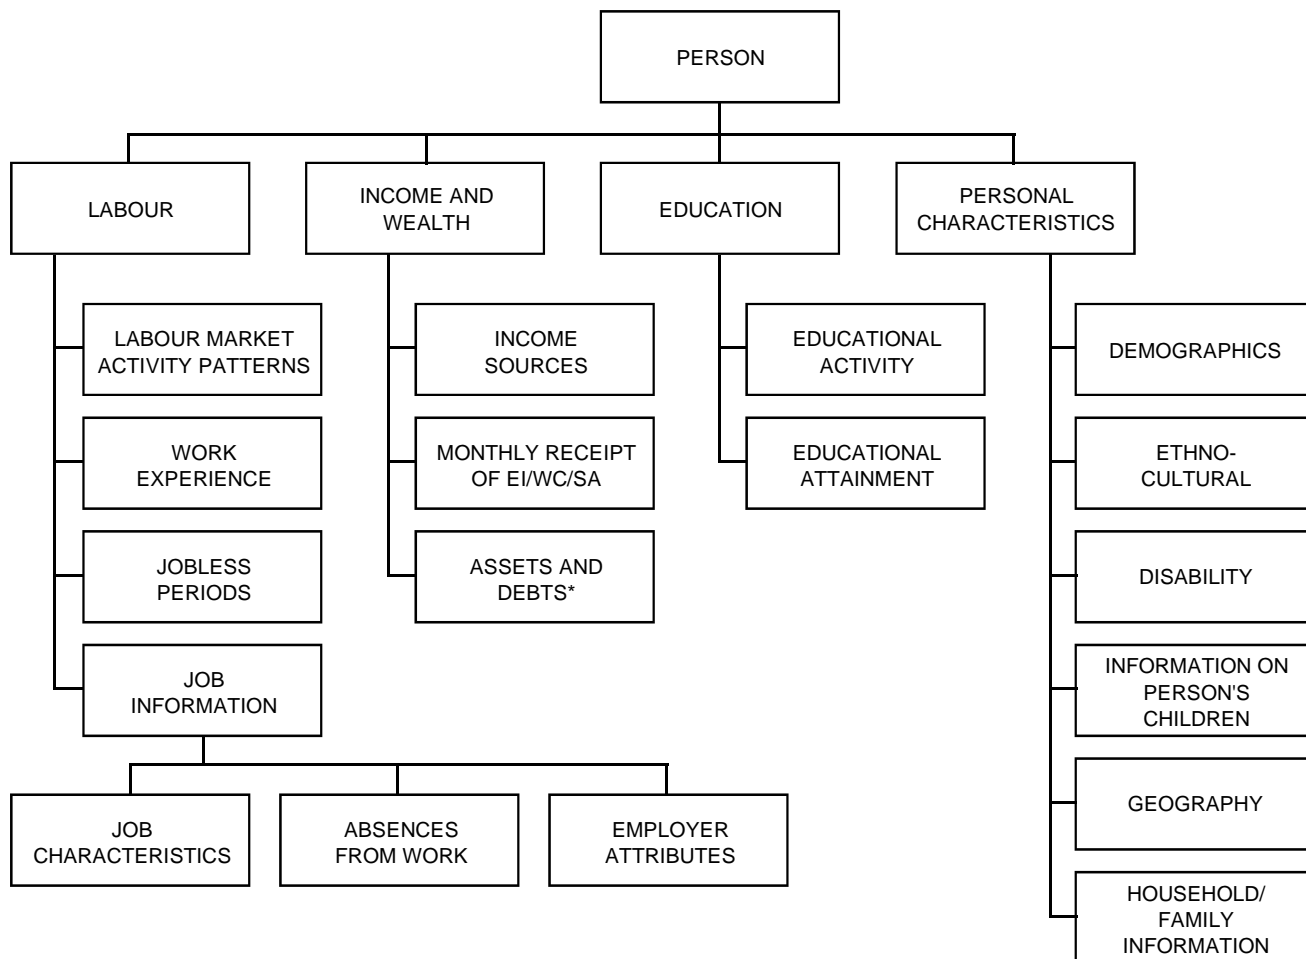 PERSON
LABOUR
INCOME AND
WEALTH
EDUCATION
PERSONAL
CHARACTERISTICS
LABOUR MARKET
ACTIVITY PATTERNS
WORK
EXPERIENCE
JOBLESS
PERIODS
JOB
INFORMATION
JOB
CHARACTERISTICS
ABSENCES
FROM WORK
EMPLOYER
ATTRIBUTES
INCOME
SOURCES
MONTHLY RECEIPT
OF EI/WC/SA
ASSETS AND
DEBTS*
EDUCATIONAL
ACTIVITY
EDUCATIONAL
ATTAINMENT
DEMOGRAPHICS
ETHNO-
CULTURAL
DISABILITY
INFORMATION ON
PERSON'S
CHILDREN
GEOGRAPHY
HOUSEHOLD/
FAMILY
INFORMATION